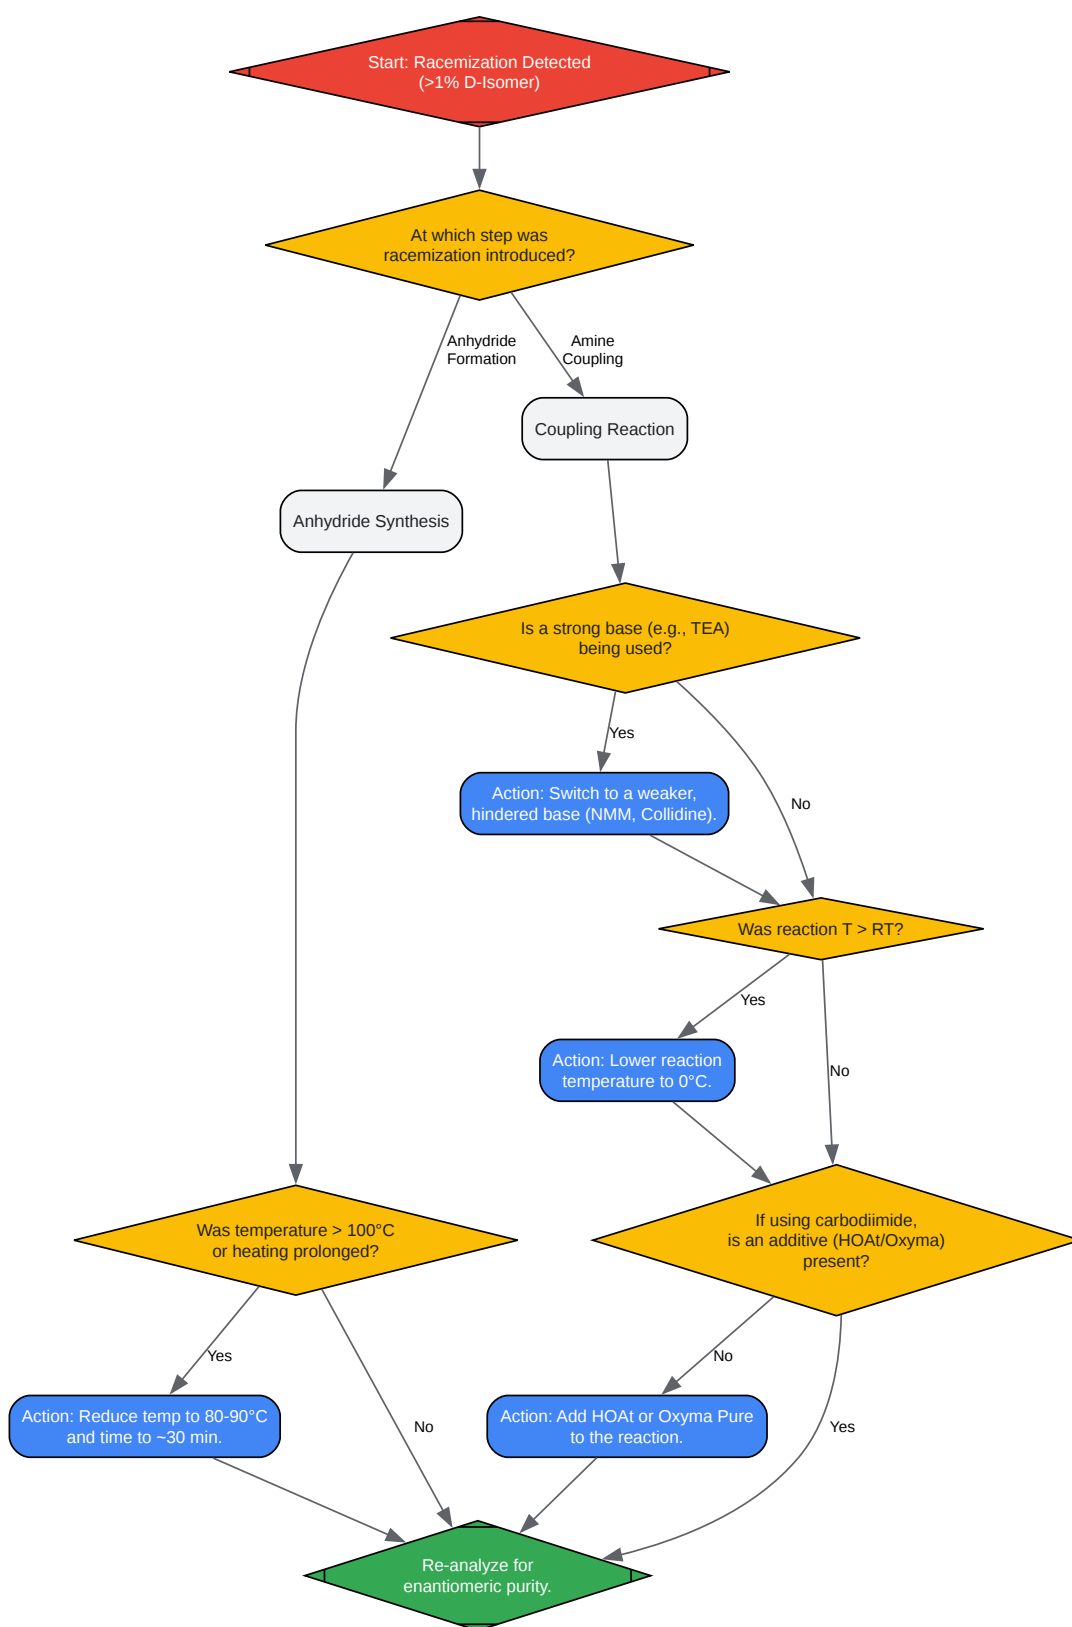 Start: Racemization Detected
(>1% D-Isomer)
At which step was
racemization introduced?
Anhydride
Formation
Amine
Coupling
Coupling Reaction
Anhydride Synthesis
Is a strong base (e.g., TEA)
being used?
Yes
No
Action: Switch to a weaker,
hindered base (NMM, Collidine).
Was reaction T > RT?
Yes
No
Action: Lower reaction
temperature to 0°C.
Was temperature > 100°C
or heating prolonged?
If using carbodiimide,
is an additive (HOAt/Oxyma)
present?
Yes
No
No
Yes
Action: Reduce temp to 80-90°C
and time to ~30 min.
Action: Add HOAt or Oxyma Pure
to the reaction.
Re-analyze for
enantiomeric purity.